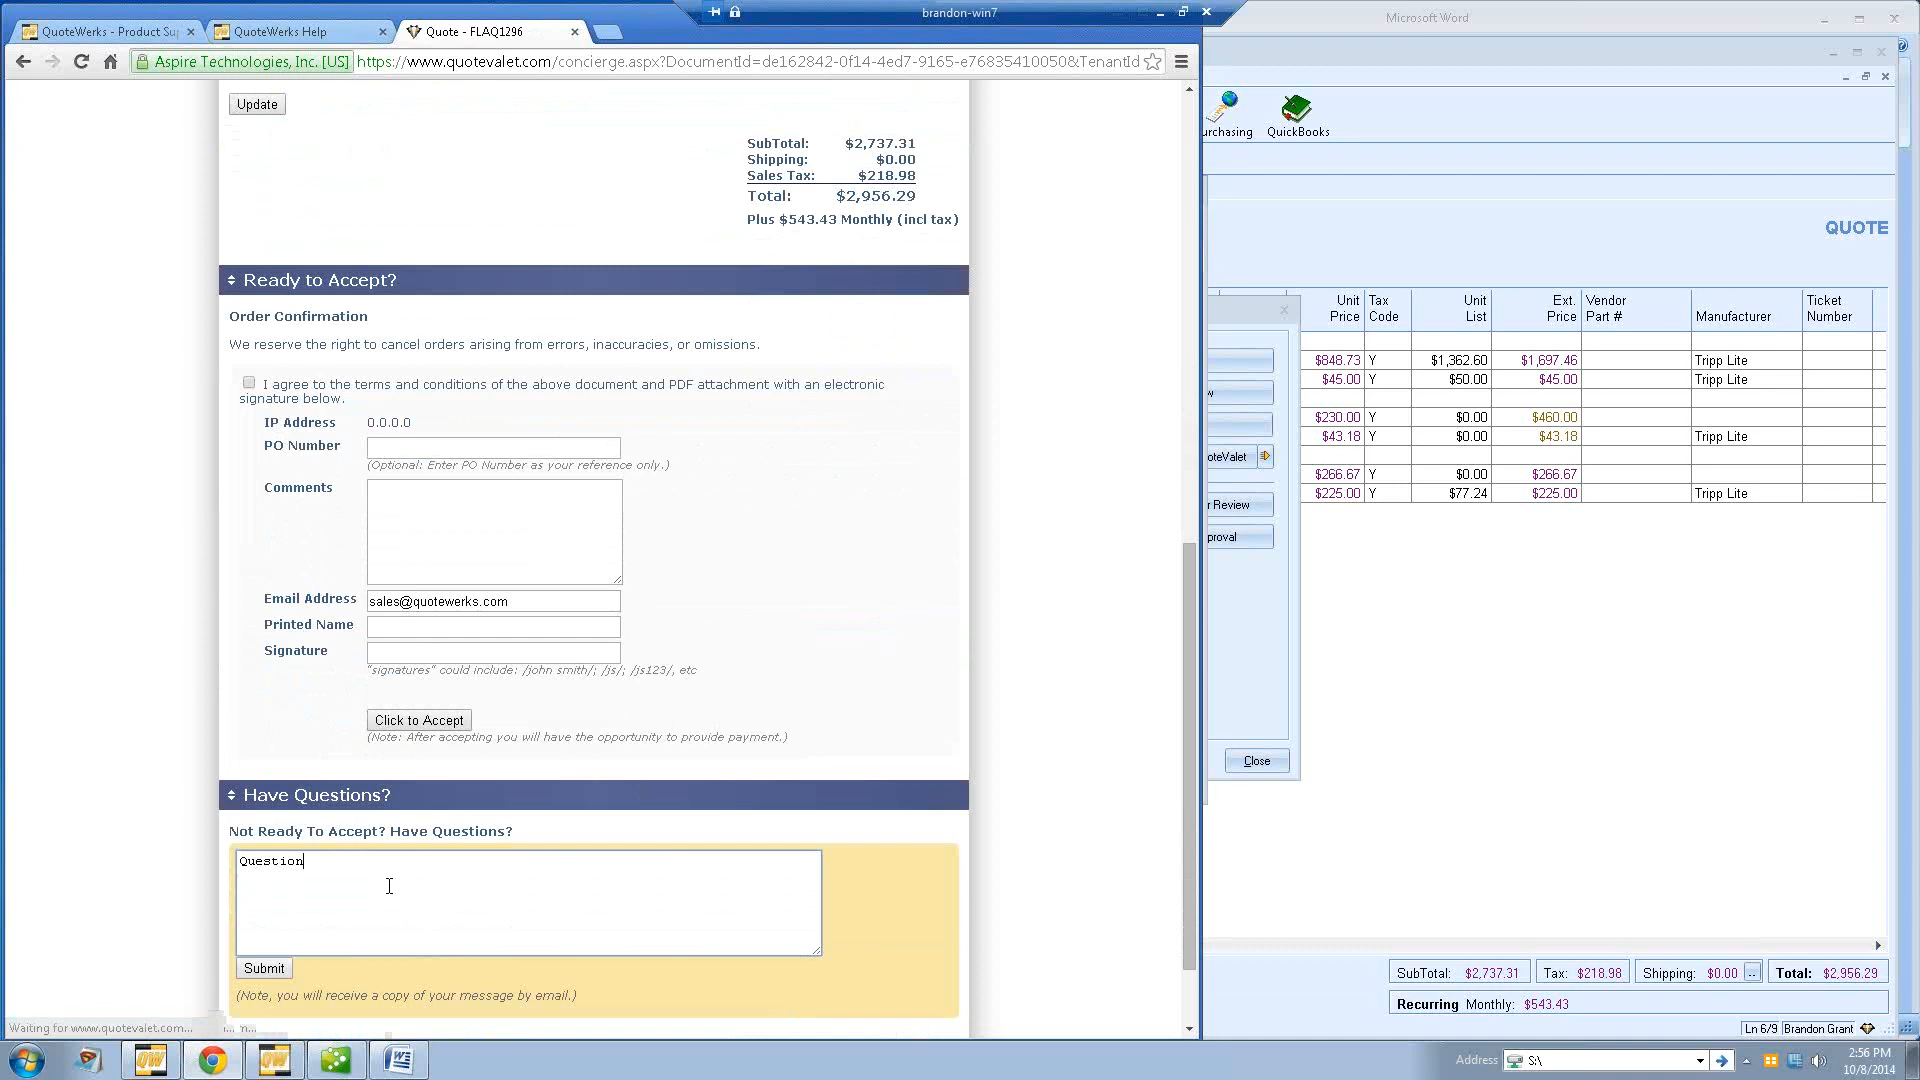 brandon-win7
Microsoft Word
QuoteWerks - Product Su
QuoteWerks Help
Quote - FLAQ1296
Aspire Technologies, Inc. [US]
https://www.quotevalet.com/concierge.aspx?DocumentId=de162842-0f14-4ed7-9165-e76835410050&TenantId
Update
SubTotal: $2,737.31
Shipping: $0.00
Sales Tax: $218.98
Total: $2,956.29
Plus $543.43 Monthly (incl tax)
Ready to Accept?
Order Confirmation
We reserve the right to cancel orders arising from errors, inaccuracies, or omissions.
I agree to the terms and conditions of the above document and PDF attachment with an electronic
signature below.
IP Address 0.0.0.0
PO Number
(Optional: Enter PO Number as your reference only.)
Comments
Email Address sales@quotewerks.com
Printed Name
Signature
"signatures" could include: /john smith/; /js/; /js123/, etc
Click to Accept
(Note: After accepting you will have the opportunity to provide payment.)
Have Questions?
Not Ready To Accept? Have Questions?
Question
Submit
(Note, you will receive a copy of your message by email.)
Waiting for www.quotevalet.com...
urchasing QuickBooks
QUOTE
Unit Price Tax Code Unit List Ext. Price Vendor Part # Manufacturer Ticket Number
$848.73 Y $1,362.60 $1,697.46 Tripp Lite
$45.00 Y $50.00 $45.00 Tripp Lite
$230.00 Y $0.00 $460.00
$43.18 Y $0.00 $43.18 Tripp Lite
$266.67 Y $0.00 $266.67
$225.00 Y $77.24 $225.00 Tripp Lite
w
oteValet
r Review
proval
Close
SubTotal: $2,737.31 Tax: $218.98 Shipping: $0.00 .. Total: $2,956.29
Recurring Monthly: $543.43
Ln 6/9 Brandon Grant
Address S:\
2:56 PM
10/8/2014